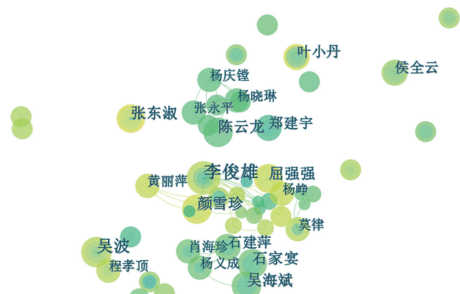 叶小丹
侯全云
杨庆镗
杨晓琳
张永平
张东淑
陈云龙
郑建宇
李俊雄
屈强强
黄丽萍
杨峥
颜雪珍
莫律
吴波
肖海珍
石建萍
程孝顶
杨义成
石家宴
吴海斌